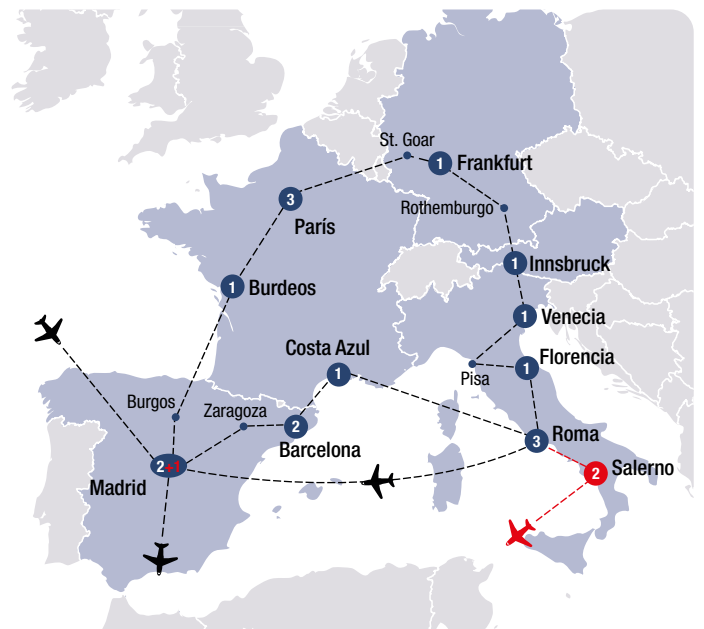 St. Goar
1 Frankfurt
3
París
Rothemburgo
1 Innsbruck
1 Burdeos
1 Venecia
Costa Azul
1
Florencia
1
Pisa
Burgos
Zaragoza
2
Barcelona
3 Roma
2+1
Madrid
2 Salerno